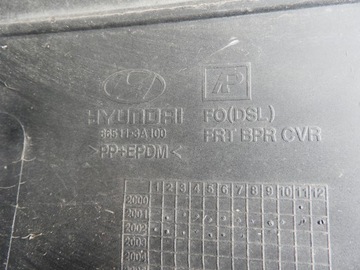 AP
HYUNDAI FO(DSL)
86511-3A100 FRT BPR CVR
>PP+EPDM<
1 2 3 4 5 6 7 8 9 10 11 12
2000
2001
2002
2003